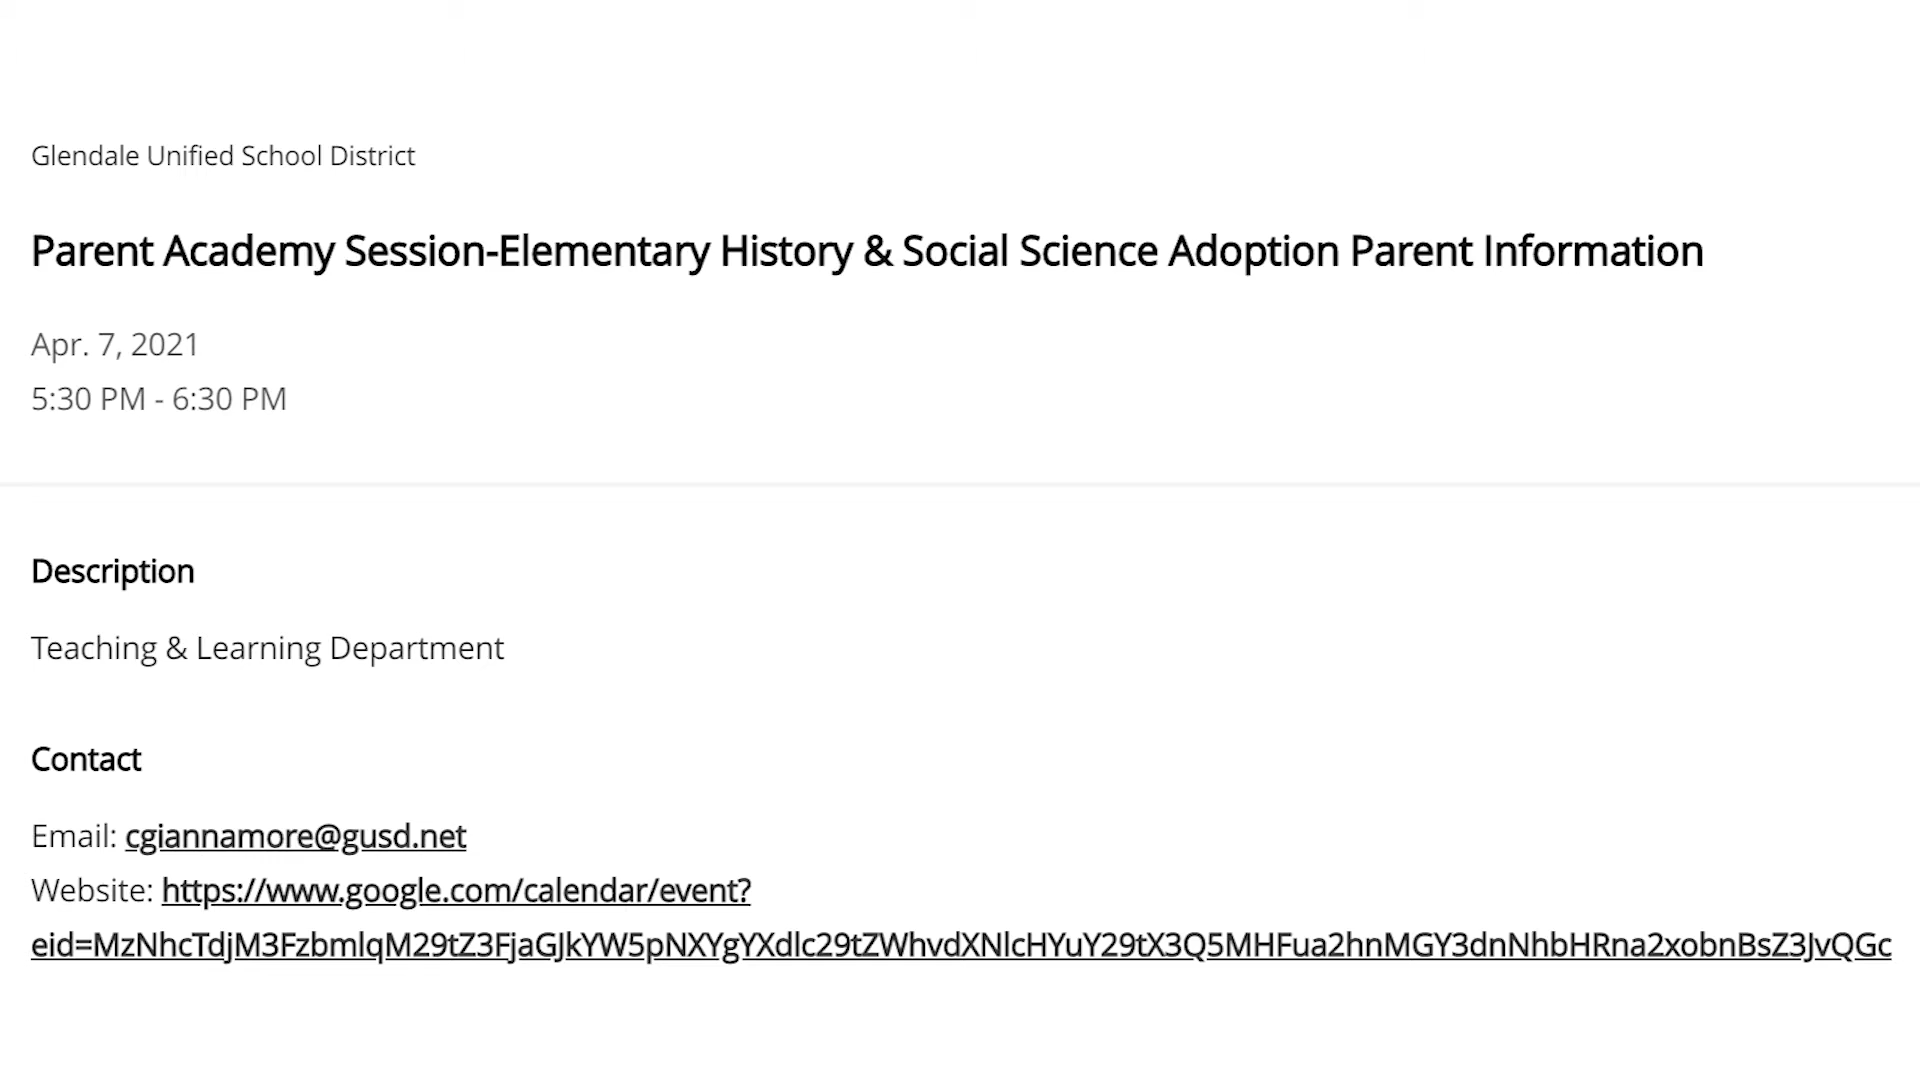 Glendale Unified School District
Parent Academy Session-Elementary History & Social Science Adoption Parent Information
Apr. 7, 2021
5:30 PM - 6:30 PM
Description
Teaching & Learning Department
Contact
Email: cgiannamore@gusd.net
Website: https://www.google.com/calendar/event?
eid=MzNhcTdjM3FzbmlqM29tZ3FjaGJkYW5pNXYgYXdlc29tZWhvdXNlcHYuY29tX3Q5MHFua2hnMGY3dnNhbHRna2xobnBsZ3JvQGc